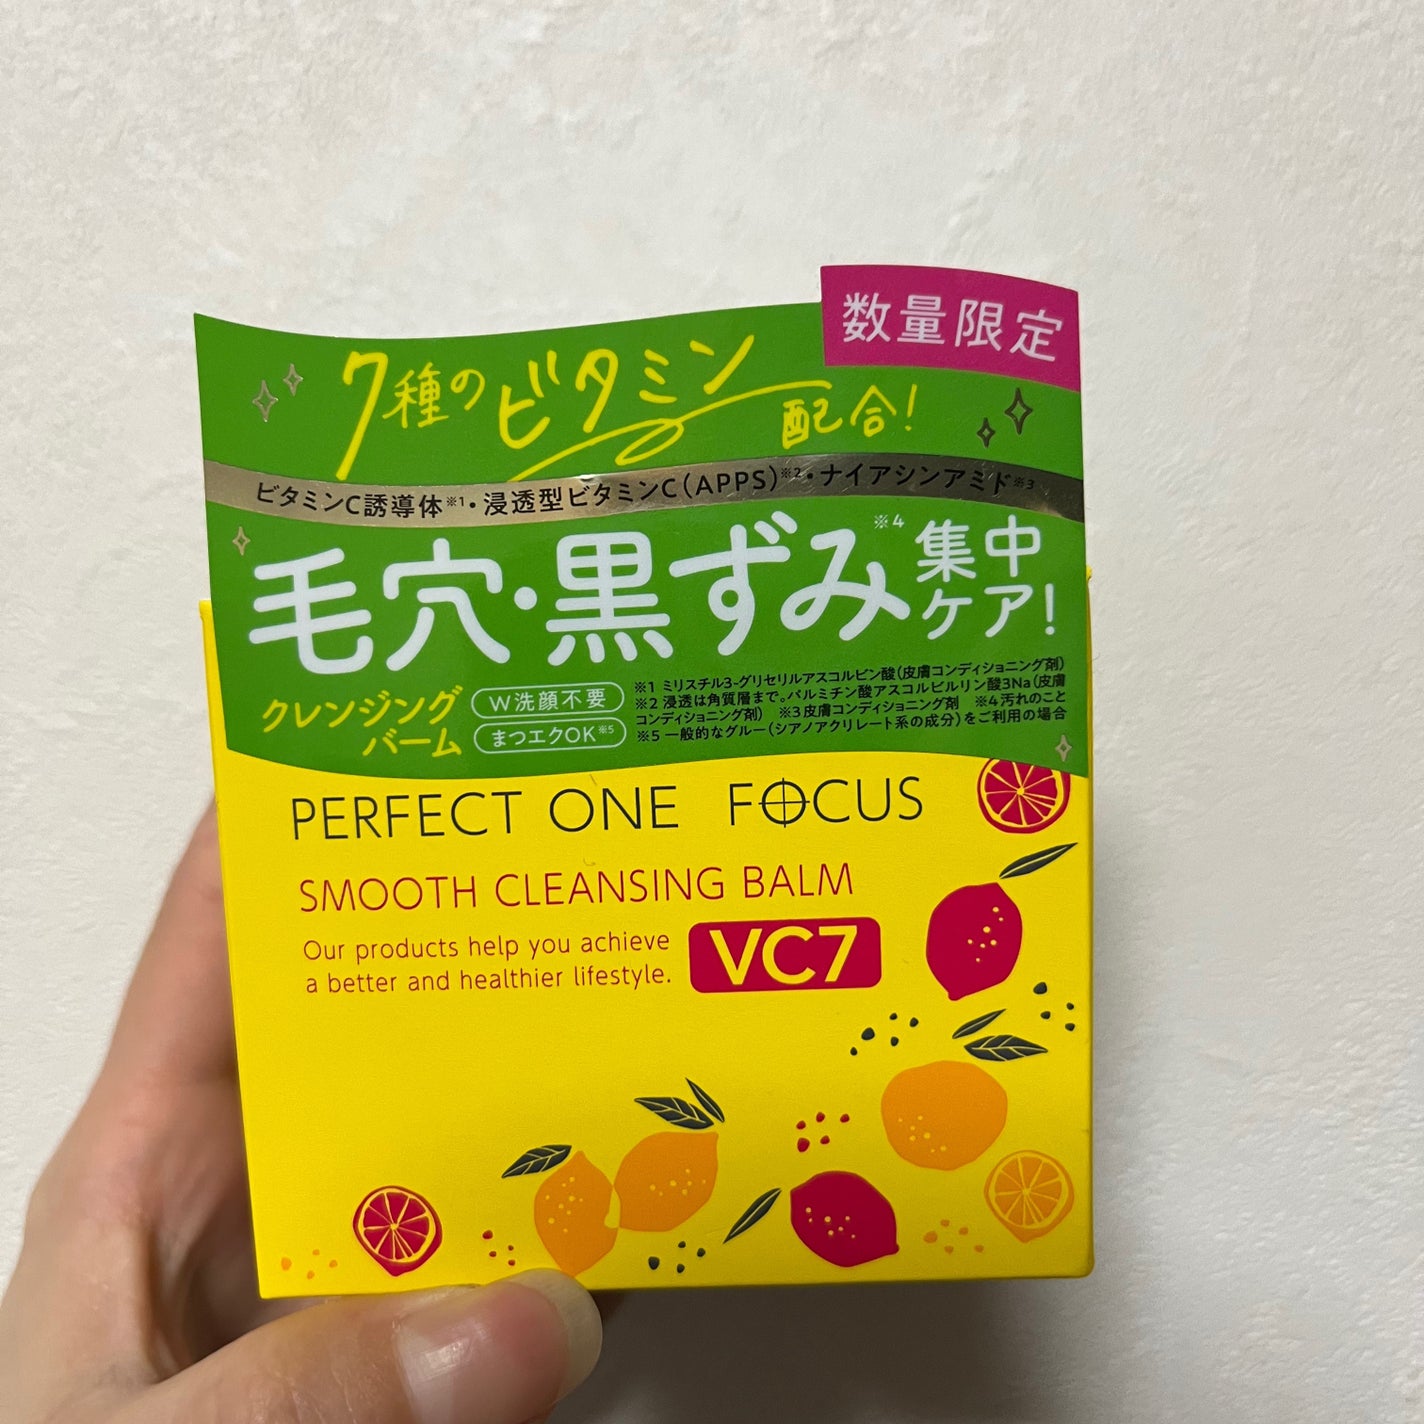 数量限定
7種のビタミン配合!
ビタミンC誘導体※1・浸透型ビタミンC(APPS)※2・ナイアシンアミド※3
毛穴・黒ずみ※4集中ケア!
クレンジング
バーム
W洗顔不要
まつエクOK※5
※1 ミリスチル3-グリセリルアスコルビン酸(皮膚コンディショニング剤)
※2 浸透は角質層まで。パルミチン酸アスコルビルリン酸3Na(皮膚
コンディショニング剤) ※3 皮膚コンディショニング剤 ※4 汚れのこと
※5 一般的なグルー(シアノアクリレート系の成分)をご利用の場合
PERFECT ONE FOCUS
SMOOTH CLEANSING BALM
Our products help you achieve
a better and healthier lifestyle.
VC7